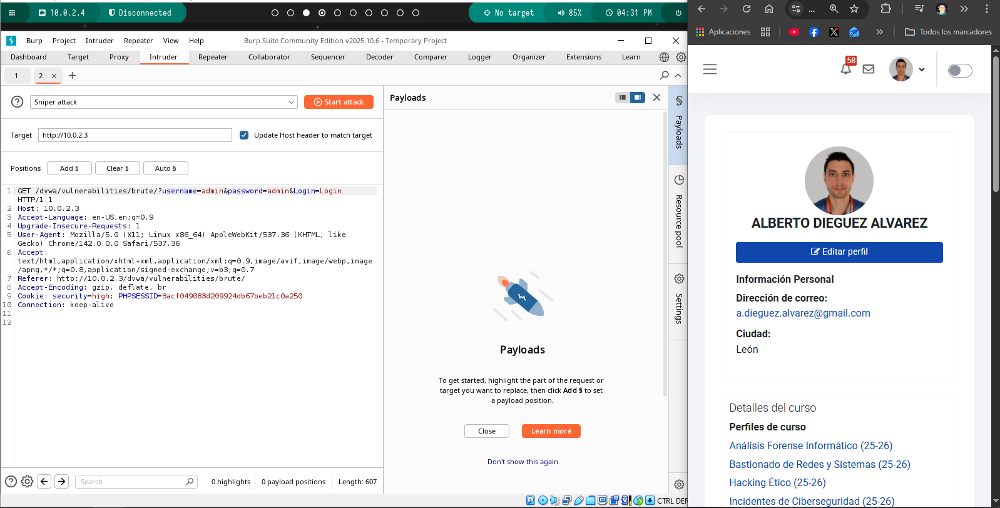 10.0.2.4
Disconnected
No target
85%
04:31 PM
Burp Project Intruder Repeater View Help
Burp Suite Community Edition v2025.10.6 - Temporary Project
Dashboard Target Proxy Intruder Repeater Collaborator Sequencer Decoder Comparer Logger Organizer Extensions Learn
1 2 × +
Sniper attack
Start attack
Target http://10.0.2.3 Update Host header to match target
Positions Add § Clear § Auto §
1 GET /dvwa/vulnerabilities/brute/?username=admin&password=admin&Login=Login
HTTP/1.1
2 Host: 10.0.2.3
3 Accept-Language: en-US,en;q=0.9
4 Upgrade-Insecure-Requests: 1
5 User-Agent: Mozilla/5.0 (X11; Linux x86_64) AppleWebKit/537.36 (KHTML, like
Gecko) Chrome/142.0.0.0 Safari/537.36
6 Accept:
text/html,application/xhtml+xml,application/xml;q=0.9,image/avif,image/webp,image
/apng,*/*;q=0.8,application/signed-exchange;v=b3;q=0.7
7 Referer: http://10.0.2.3/dvwa/vulnerabilities/brute/
8 Accept-Encoding: gzip, deflate, br
9 Cookie: security=high; PHPSESSID=3acf049083d209924db67beb21c0a250
10 Connection: keep-alive
11
12
Search
0 highlights
0 payload positions
Length: 607
Payloads
Payloads
To get started, highlight the part of the request or
target you want to replace, then click Add § to set
a payload position.
Close
Learn more
Don't show this again
§ Payloads
Resource pool
Settings
CTRL DER
...
Aplicaciones
X
Todos los marcadores
58
ALBERTO DIEGUEZ ALVAREZ
Editar perfil
Información Personal
Dirección de correo:
a.dieguez.alvarez@gmail.com
Ciudad:
León
Detalles del curso
Perfiles de curso
Análisis Forense Informático (25-26)
Bastionado de Redes y Sistemas (25-26)
Hacking Ético (25-26)
Incidentes de Ciberseguridad (25-26)